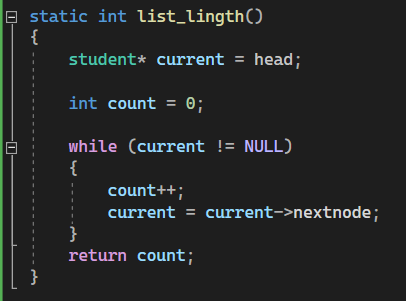 static int list_lingth()
{
    student* current = head;
    int count = 0;
    while (current != NULL)
    {
        count++;
        current = current->nextnode;
    }
    return count;
}